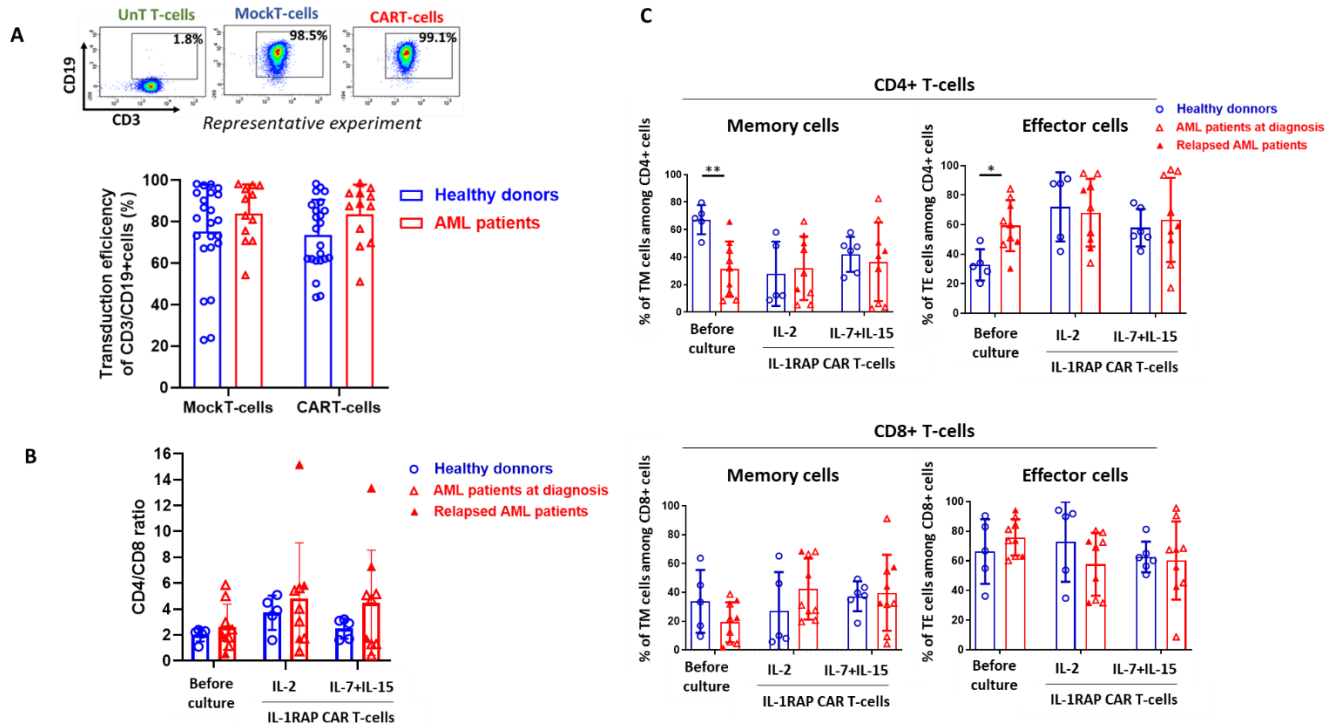 A
UnT T-cells
MockT-cells
CART-cells
1.8%
98.5%
99.1%
CD19
CD3
Representative experiment
Transduction eficicency
of CD3/CD19+cells (%)
100
80
60
40
20
0
MockT-cells
CART-cells
Healthy donors
AML patients
B
CD4/CD8 ratio
16
14
12
10
8
6
4
2
0
Before
culture
IL-2
IL-7+IL-15
IL-1RAP CAR T-cells
Healthy donnors
AML patients at diagnosis
Relapsed AML patients
C
CD4+ T-cells
Healthy donnors
AML patients at diagnosis
Relapsed AML patients
Memory cells
% of TM cells among CD4+ cells
100
80
60
40
20
0
**
Before
culture
IL-2
IL-7+IL-15
IL-1RAP CAR T-cells
Effector cells
% of TE cells among CD4+ cells
100
80
60
40
20
0
*
Before
culture
IL-2
IL-7+IL-15
IL-1RAP CAR T-cells
CD8+ T-cells
Memory cells
% of TM cells among CD8+ cells
100
80
60
40
20
0
Before
culture
IL-2
IL-7+IL-15
IL-1RAP CAR T-cells
Effector cells
% of TE cells among CD8+ cells
100
80
60
40
20
0
Before
culture
IL-2
IL-7+IL-15
IL-1RAP CAR T-cells